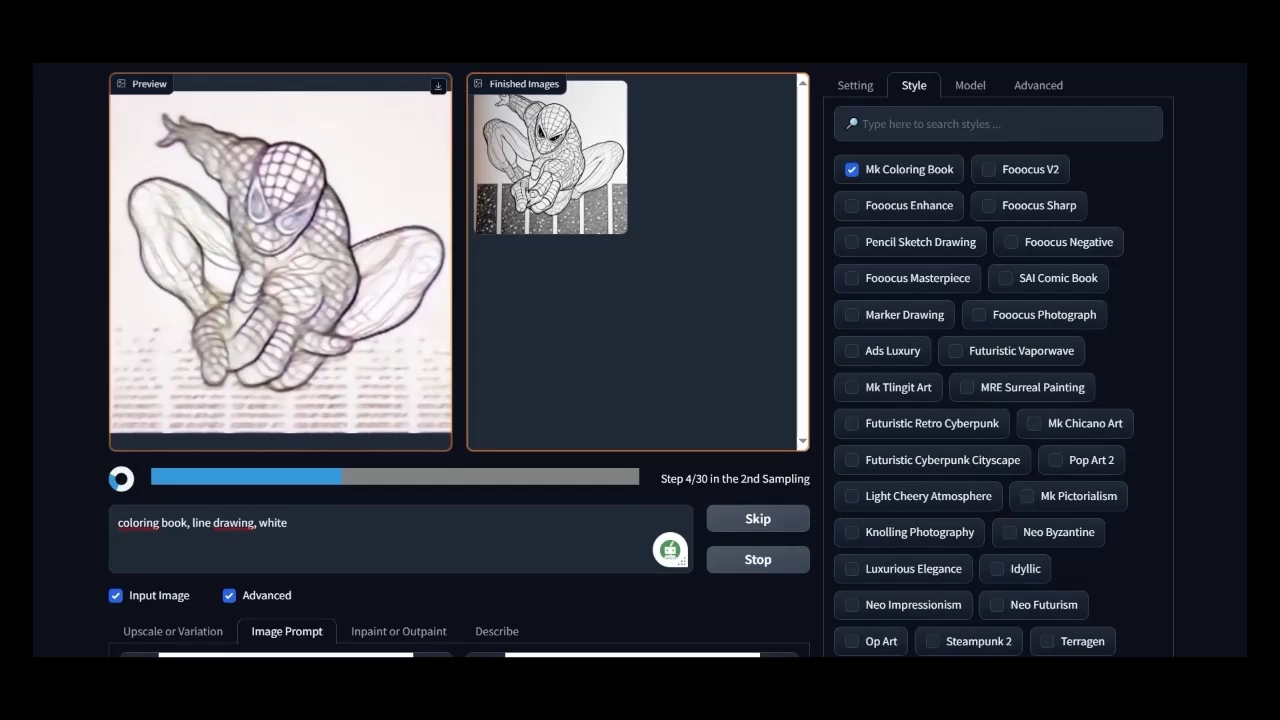 Preview
Finished Images
Setting
Style
Model
Advanced
🔎 Type here to search styles ...
Mk Coloring Book
Fooocus V2
Fooocus Enhance
Fooocus Sharp
Pencil Sketch Drawing
Fooocus Negative
Fooocus Masterpiece
SAI Comic Book
Marker Drawing
Fooocus Photograph
Ads Luxury
Futuristic Vaporwave
Mk Tlingit Art
MRE Surreal Painting
Futuristic Retro Cyberpunk
Mk Chicano Art
Futuristic Cyberpunk Cityscape
Pop Art 2
Light Cheery Atmosphere
Mk Pictorialism
Knolling Photography
Neo Byzantine
Luxurious Elegance
Idyllic
Neo Impressionism
Neo Futurism
Op Art
Steampunk 2
Terragen
Step 4/30 in the 2nd Sampling
coloring book, line drawing, white
Skip
Stop
Input Image
Advanced
Upscale or Variation
Image Prompt
Inpaint or Outpaint
Describe